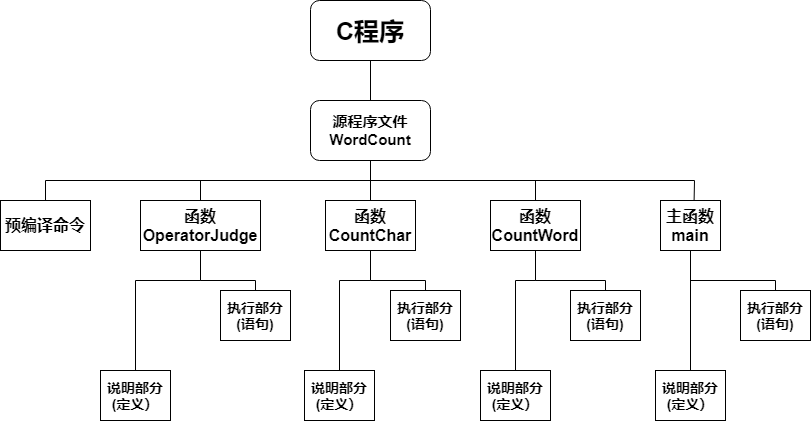 C程序
源程序文件
WordCount
预编译命令
函数
OperatorJudge
函数
CountChar
函数
CountWord
主函数
main
执行部分
(语句)
执行部分
(语句)
执行部分
(语句)
执行部分
(语句)
说明部分
(定义）
说明部分
(定义）
说明部分
(定义）
说明部分
(定义）